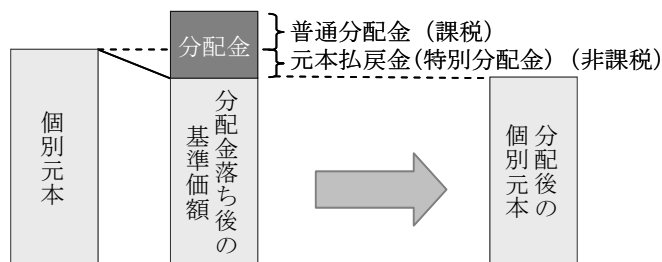 分配金
普通分配金（課税）
元本払戻金(特別分配金)（非課税）
個別元本
分配金落ち後の
基準価額
分配後の
個別元本